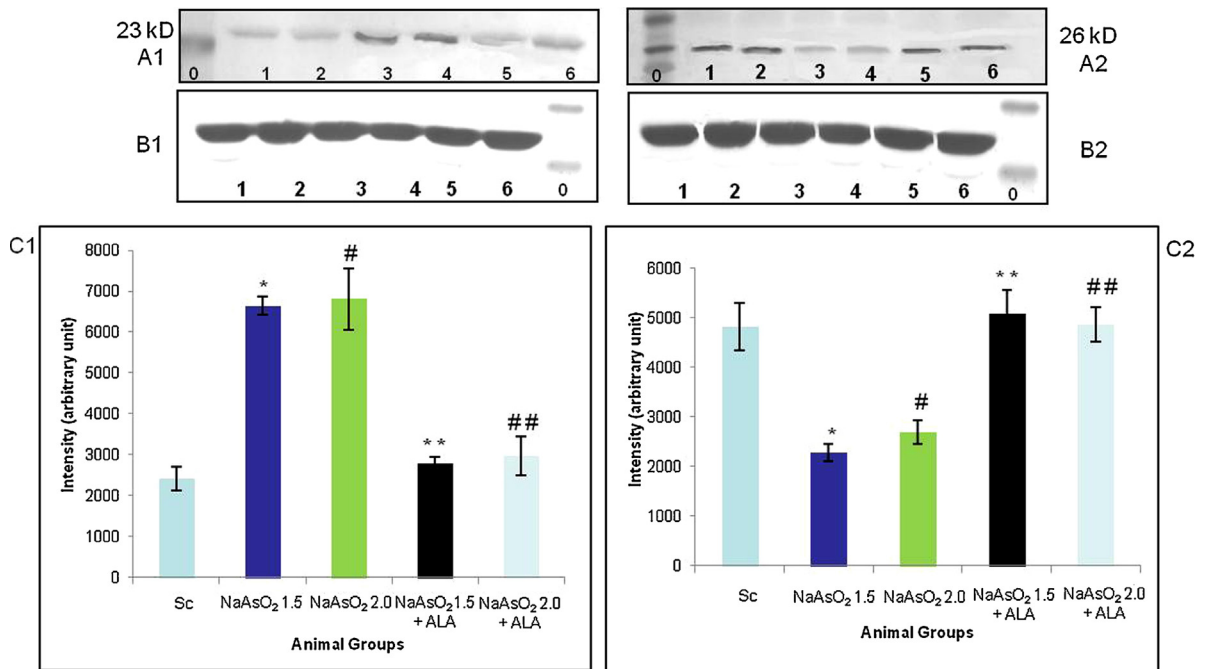 23 kD
A1
0 1 2 3 4 5 6
26 kD
A2
0 1 2 3 4 5 6
B1
1 2 3 4 5 6 0
B2
1 2 3 4 5 6 0
C1
8000
7000
6000
5000
4000
3000
2000
1000
0
Intensity (arbitrary unit)
*
#
**
##
Sc
NaAsO₂ 1.5
NaAsO₂ 2.0
NaAsO₂ 1.5
+ ALA
NaAsO₂ 2.0
+ ALA
Animal Groups
C2
6000
5000
4000
3000
2000
1000
0
Intensity (arbitrary unit)
*
#
**
##
Sc
NaAsO₂ 1.5
NaAsO₂ 2.0
NaAsO₂ 1.5
+ ALA
NaAsO₂ 2.0
+ ALA
Animal Groups